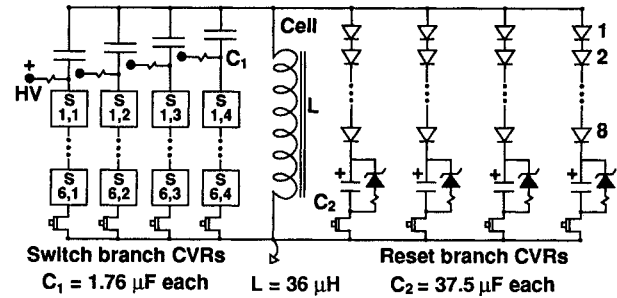 Cell
1
2
C₁
+
HV
S 1,1
S 1,2
S 1,3
S 1,4
L
8
+
+
+
+
S 6,1
S 6,2
S 6,3
S 6,4
C₂
Switch branch CVRs
Reset branch CVRs
C₁ = 1.76 μF each
L = 36 μH
C₂ = 37.5 μF each